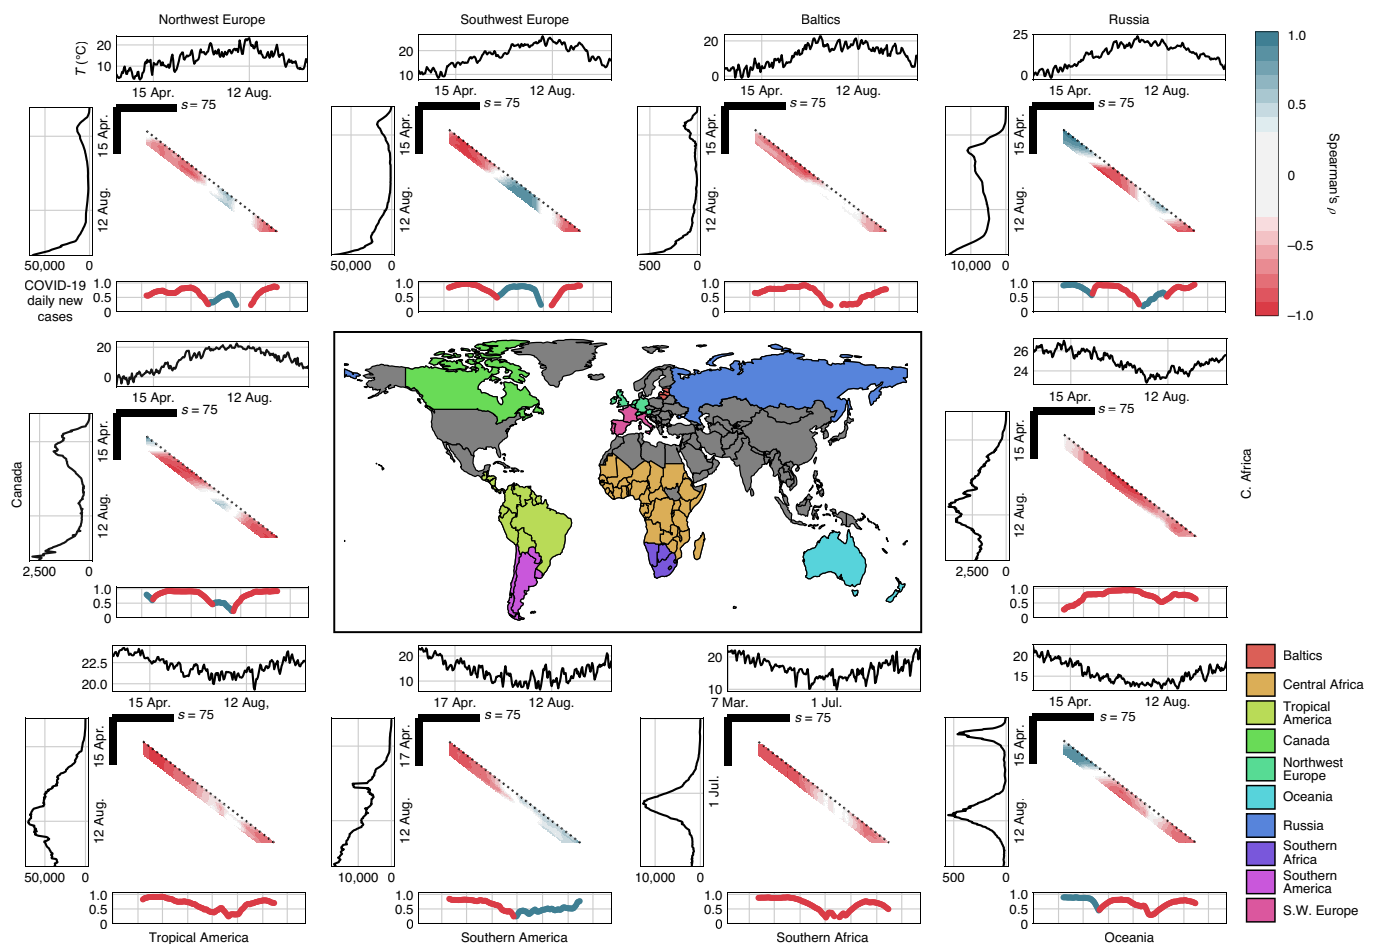 Northwest Europe
Southwest Europe
Baltics
Russia
T (°C)
20
10
15 Apr.
12 Aug.
20
10
15 Apr.
12 Aug.
20
0
15 Apr.
12 Aug.
25
0
15 Apr.
12 Aug.
s = 75
15 Apr.
12 Aug.
50,000
0
s = 75
15 Apr.
12 Aug.
50,000
0
s = 75
15 Apr.
12 Aug.
500
0
s = 75
15 Apr.
12 Aug.
10,000
0
1.0
0.5
0
−0.5
−1.0
Spearman's ρ
COVID-19
daily new
cases
1.0
0.5
0
1.0
0.5
0
1.0
0.5
0
1.0
0.5
0
20
0
15 Apr.
12 Aug.
s = 75
Canada
15 Apr.
12 Aug.
2,500
0
1.0
0.5
0
26
24
15 Apr.
12 Aug.
s = 75
15 Apr.
12 Aug.
C. Africa
2,500
0
1.0
0.5
0
22.5
20.0
15 Apr.
12 Aug,
s = 75
15 Apr.
12 Aug.
50,000
0
1.0
0.5
0
Tropical America
20
10
17 Apr.
12 Aug.
s = 75
17 Apr.
12 Aug.
10,000
0
1.0
0.5
0
Southern America
20
10
7 Mar.
1 Jul.
s = 75
1 Jul.
10,000
0
1.0
0.5
0
Southern Africa
20
15
15 Apr.
12 Aug.
s = 75
15 Apr.
12 Aug.
500
0
1.0
0.5
0
Oceania
Baltics
Central Africa
Tropical
America
Canada
Northwest
Europe
Oceania
Russia
Southern
Africa
Southern
America
S.W. Europe